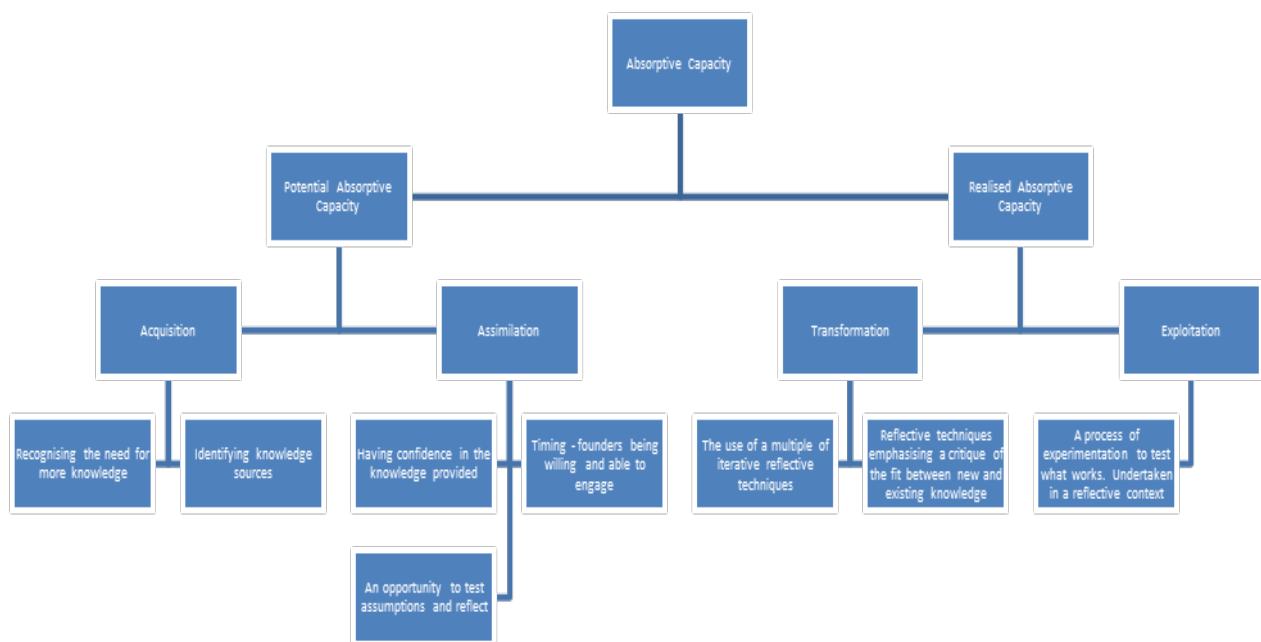 Absorptive Capacity
Potential Absorptive
Capacity
Realised Absorptive
Capacity
Acquisition
Assimilation
Transformation
Exploitation
Recognising the need for
more knowledge
Identifying knowledge
sources
Having confidence in the
knowledge provided
Timing - founders being
willing and able to
engage
The use of a multiple of
iterative reflective
techniques
Reflective techniques
emphasising a critique of
the fit between new and
existing knowledge
A process of
experimentation to test
what works. Undertaken
in a reflective context
An opportunity to test
assumptions and reflect